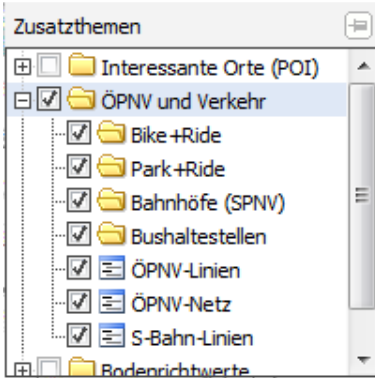 Zusatzthemen
Interessante Orte (POI)
ÖPNV und Verkehr
Bike+Ride
Park+Ride
Bahnhöfe (SPNV)
Bushaltestellen
ÖPNV-Linien
ÖPNV-Netz
S-Bahn-Linien
Bodenrichtwerte